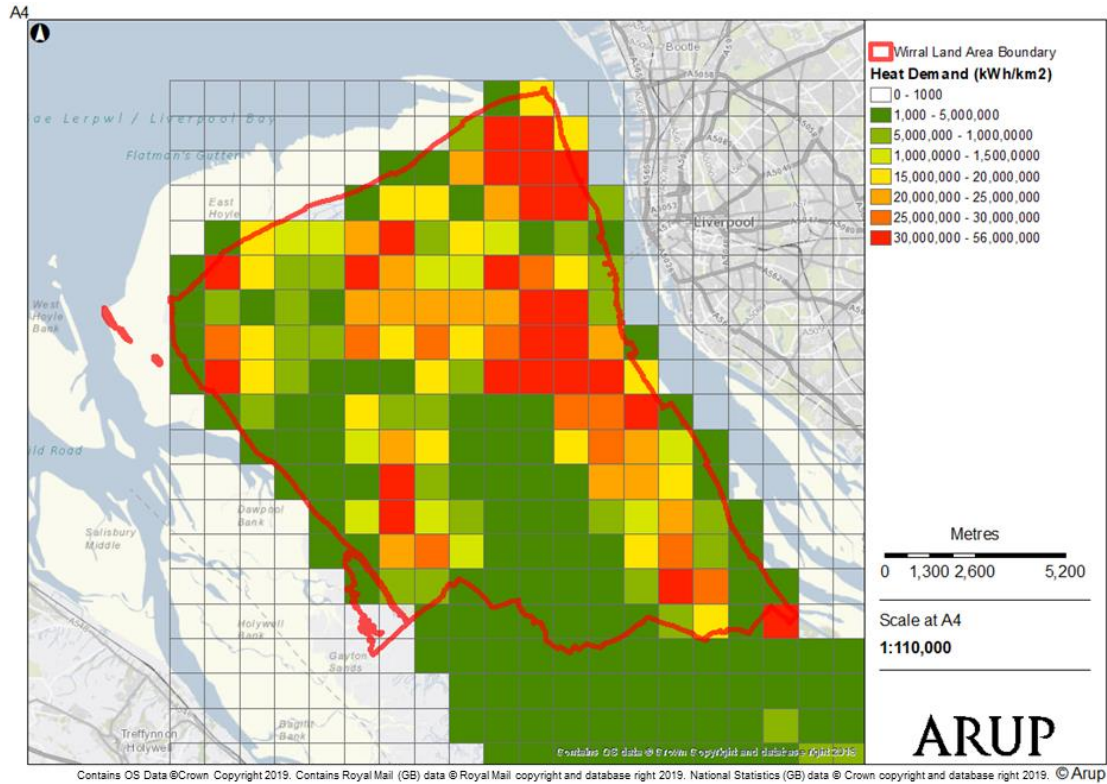 A4
Bootle
Wirral Land Area Boundary
Heat Demand (kWh/km2)
0 - 1000
1,000 - 5,000,000
5,000,000 - 1,000,0000
1,000,0000 - 1,500,0000
15,000,000 - 20,000,000
20,000,000 - 25,000,000
25,000,000 - 30,000,000
30,000,000 - 56,000,000
ae Lerpwl / Liverpool Bay
Flatman's Gutter
East
Hoyle
Liverpool
West
Hoyle
Bank
ild Road
Dawpool
Bank
Salisbury
Middle
Holywell
Bank
Gayton
Sands
Bagillt
Bank
Treffynnon
Holywell
Metres
0 1,300 2,600 5,200
Scale at A4
1:110,000
ARUP
Contains OS data © Crown Copyright and database right 2018
Contains OS Data ©Crown Copyright 2019. Contains Royal Mail (GB) data © Royal Mail copyright and database right 2019. National Statistics (GB) data © Crown copyright and database right 2019. © Arup